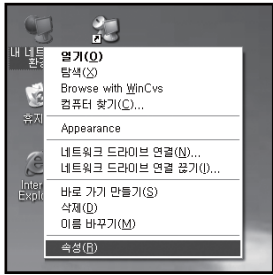 내 네트
환경
열기(O)
탐색(X)
Browse with WinCvs
컴퓨터 찾기(C)...
휴지
Appearance
네트워크 드라이브 연결(N)...
네트워크 드라이브 연결 끊기(I)...
Inter
Explo
바로 가기 만들기(S)
삭제(D)
이름 바꾸기(M)
속성(R)